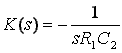 K(s) = −1/(sR₁C₂)